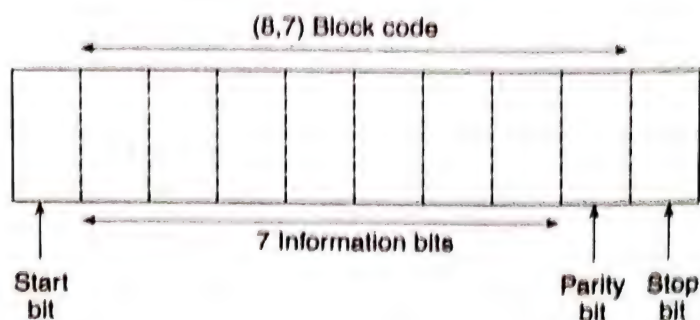 (8,7) Block code
7 Information bits
Start
bit
Parity
bit
Stop
bit